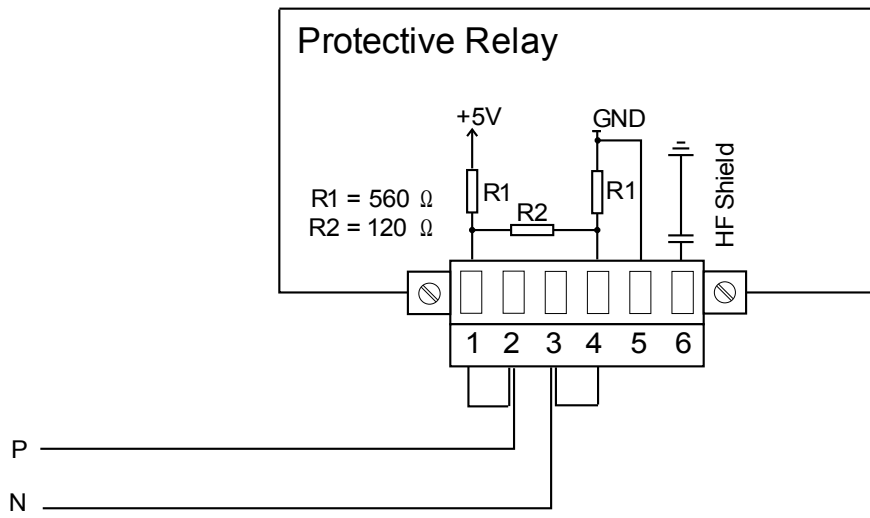 Protective Relay
+5V
GND
R1 = 560 Ω
R1
R1
R2
R2 = 120 Ω
HF Shield
1 2 3 4 5 6
P
N